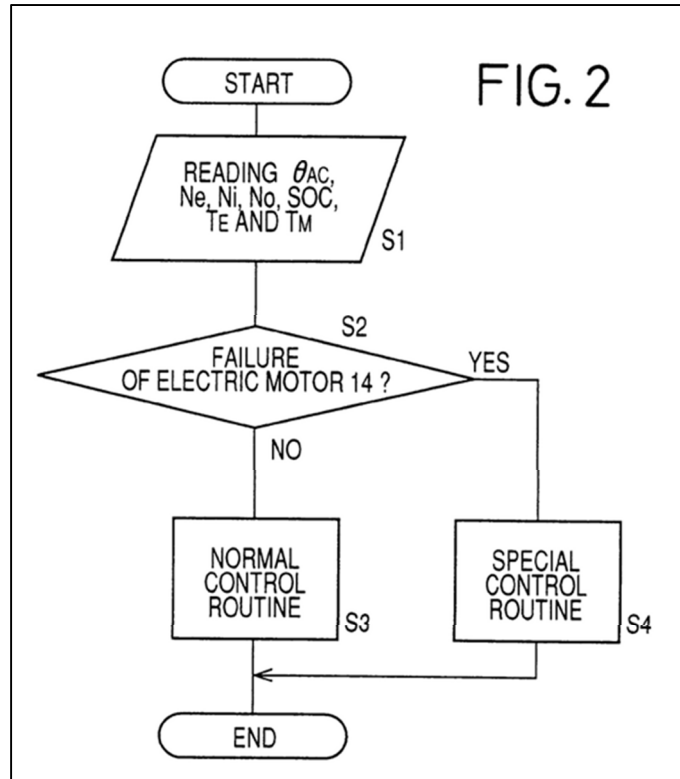 START
FIG. 2
READING θAC,
Ne, Ni, No, SOC,
TE AND TM
S1
S2
FAILURE
OF ELECTRIC MOTOR 14 ?
YES
NO
NORMAL
CONTROL
ROUTINE
S3
SPECIAL
CONTROL
ROUTINE
S4
END